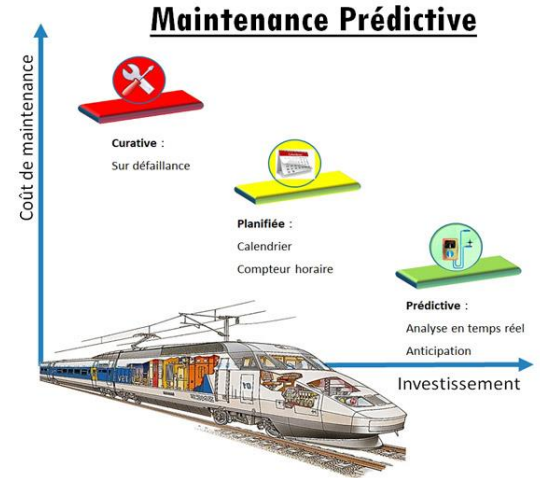 Maintenance Prédictive
Coût de maintenance
Curative :
Sur défaillance
Planifiée :
Calendrier
Compteur horaire
Prédictive :
Analyse en temps réel
Anticipation
Investissement